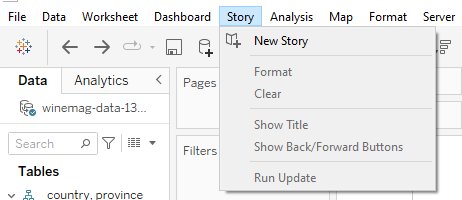 File Data Worksheet Dashboard Story Analysis Map Format Server
New Story
Data Analytics
Pages
Format
winemag-data-13...
Clear
Search
Show Title
Filters
Show Back/Forward Buttons
Tables
Run Update
country, province